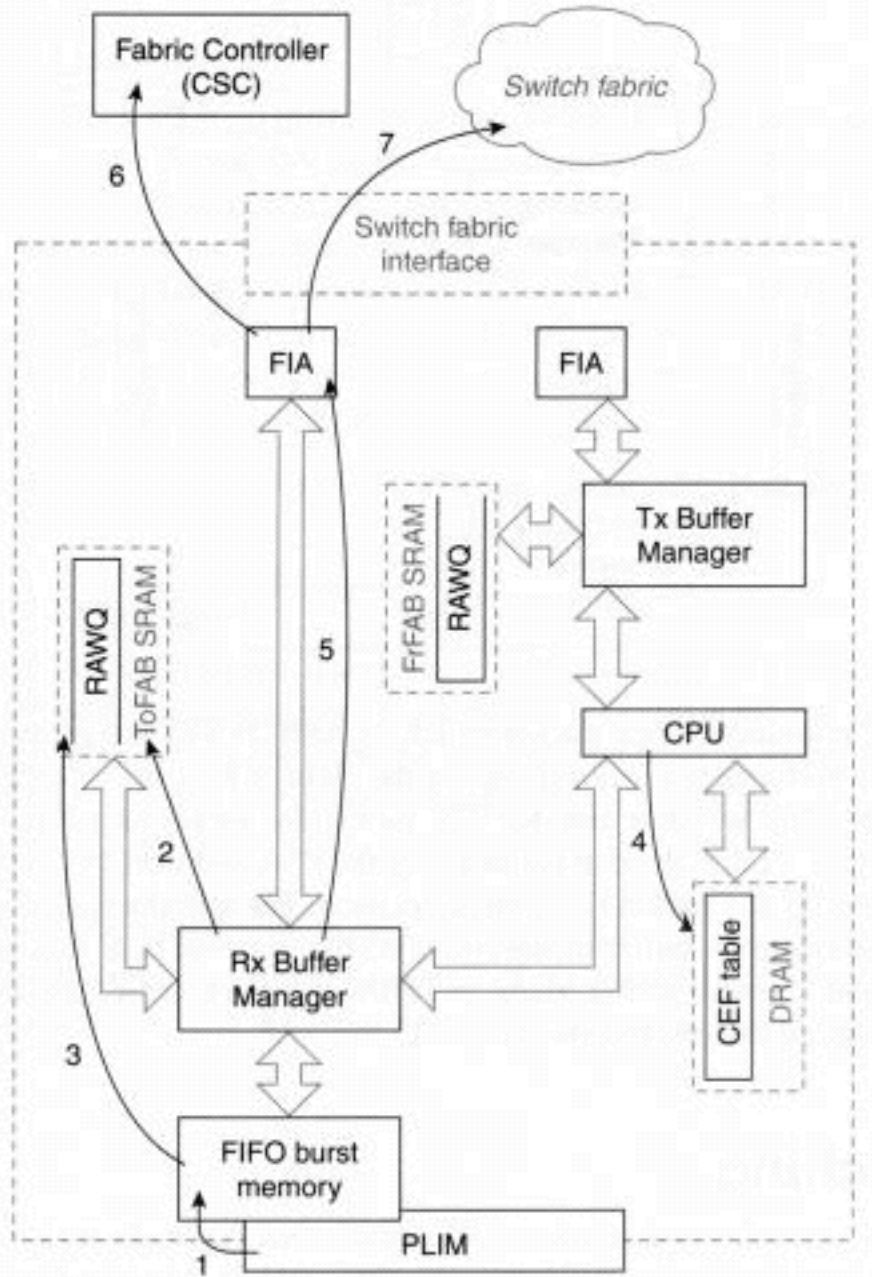 Fabric Controller
(CSC)
Switch fabric
7
6
Switch fabric
interface
FIA
FIA
Tx Buffer
Manager
FrFAB SRAM
RAWQ
RAWQ
ToFAB SRAM
5
CPU
2
4
Rx Buffer
Manager
CEF table
DRAM
3
FIFO burst
memory
1
PLIM